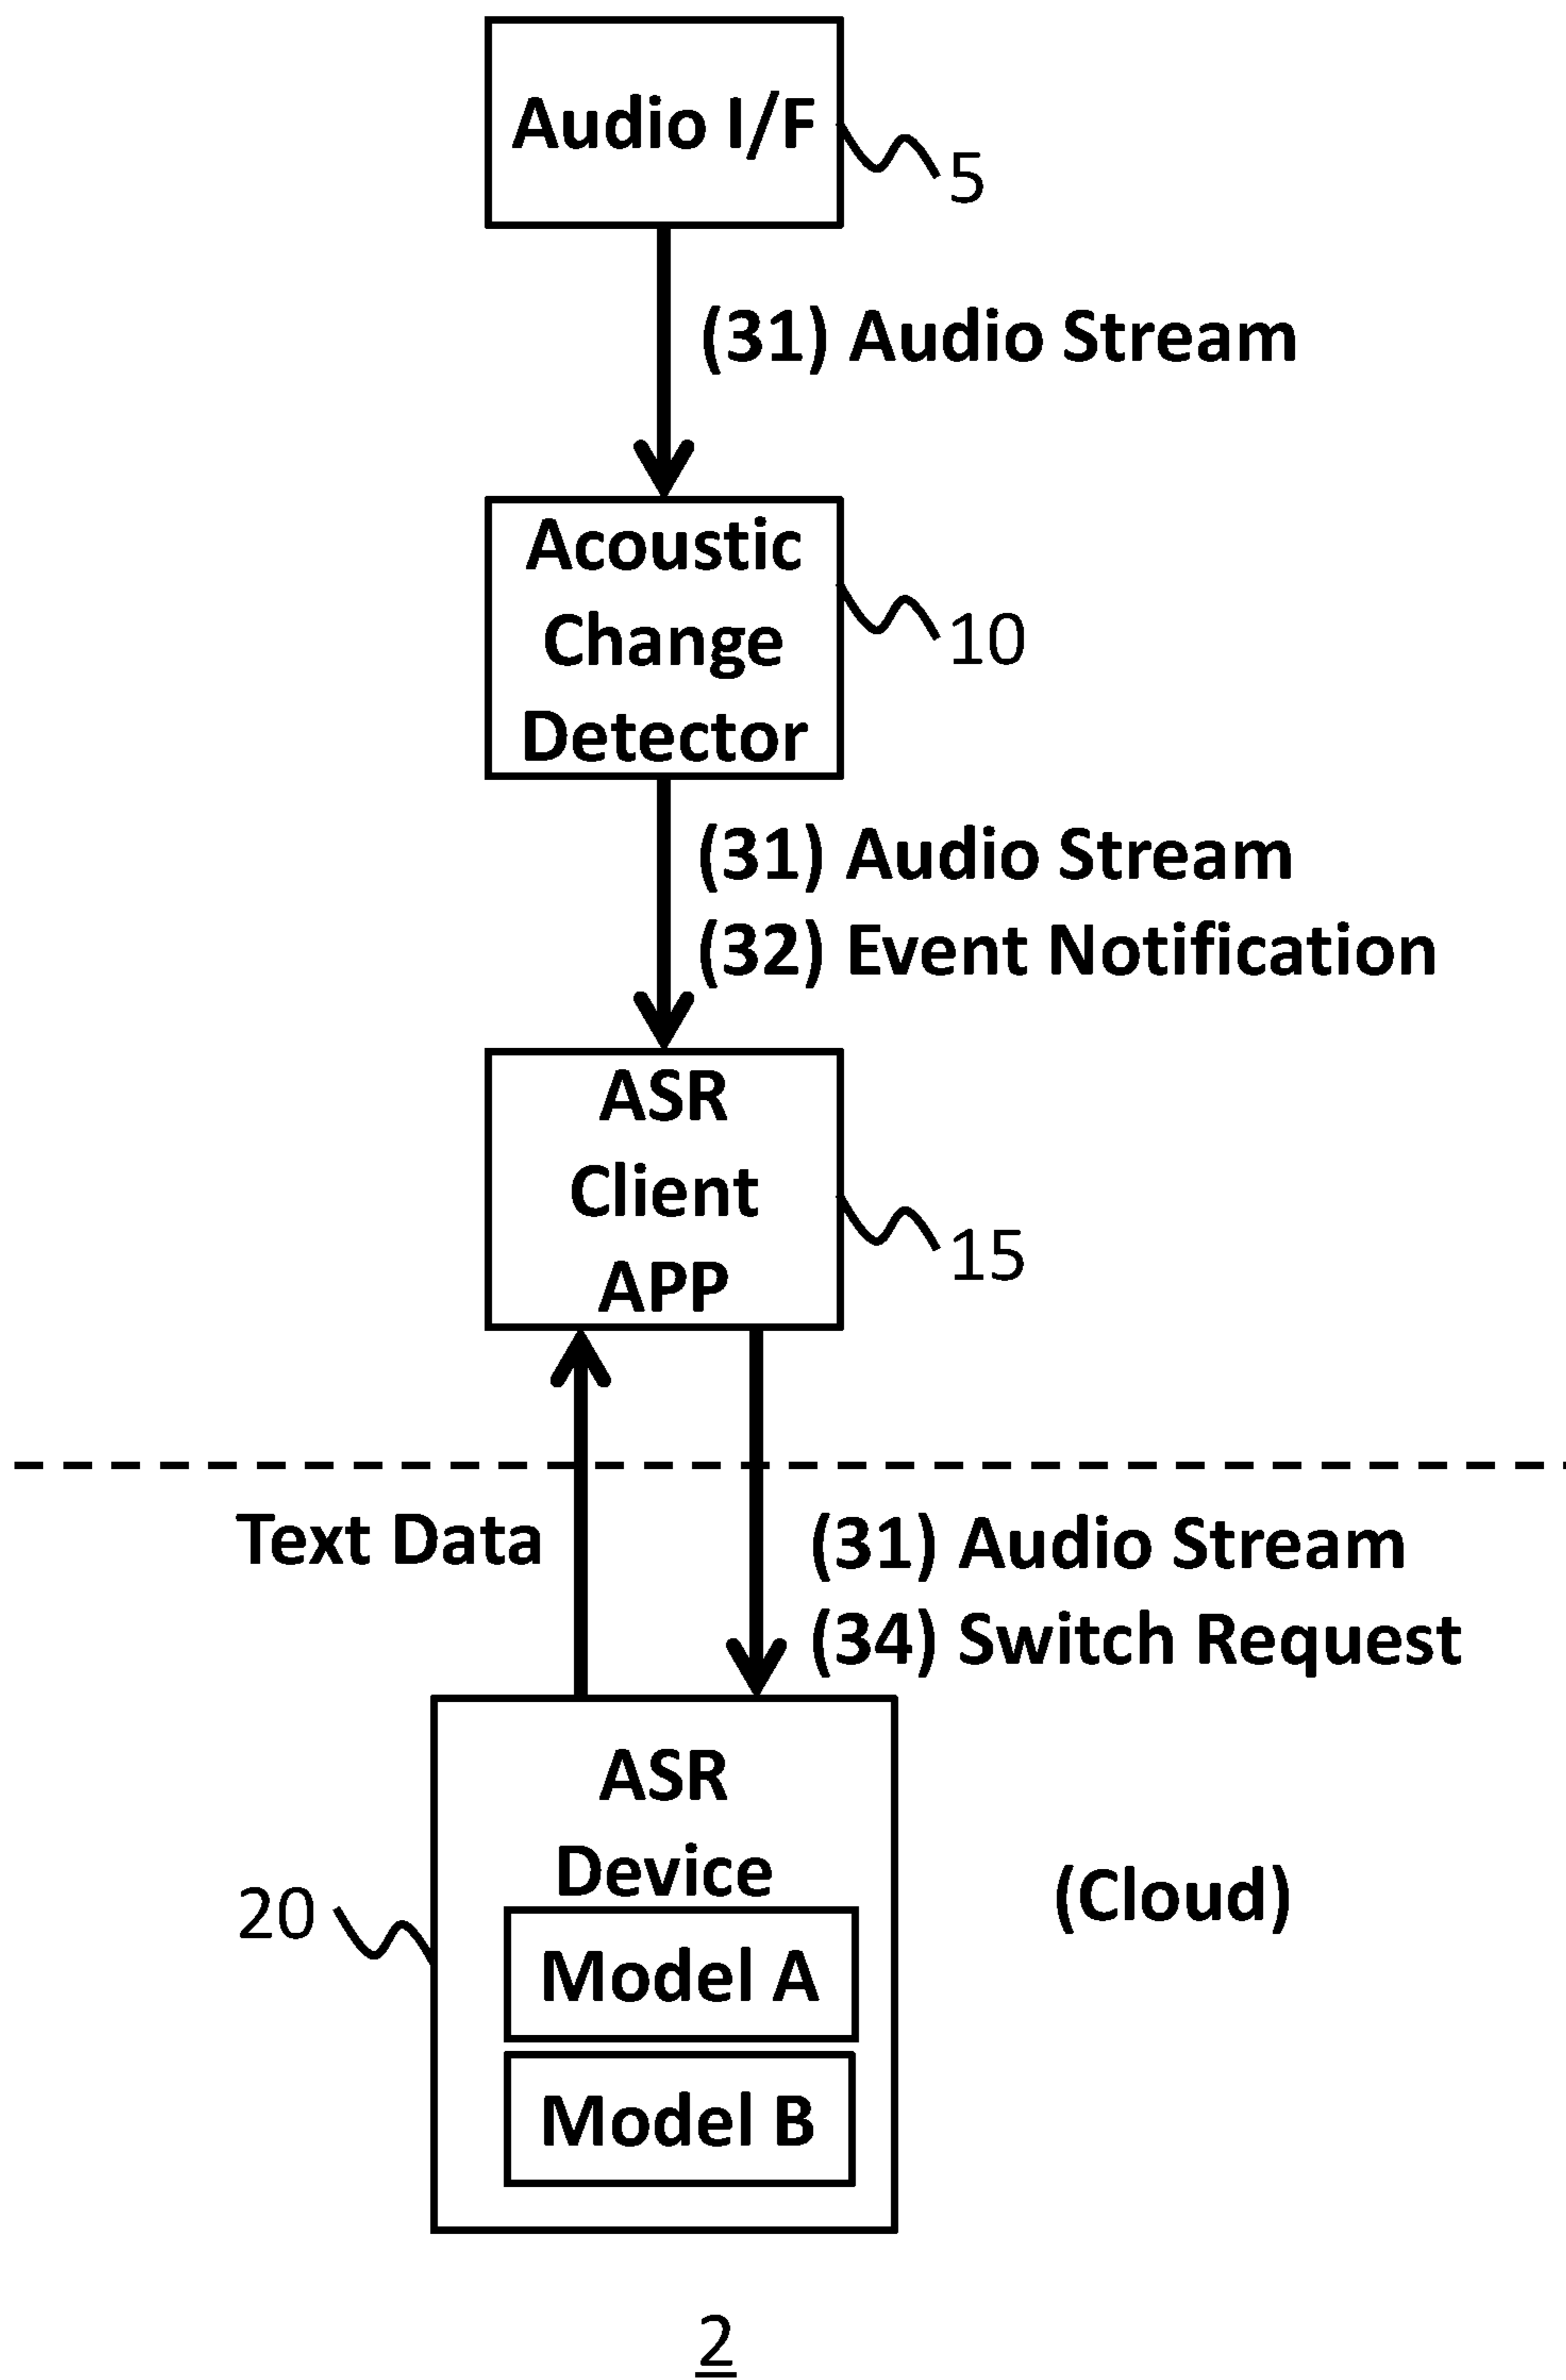 Audio I/F
5
(31) Audio Stream
Acoustic
Change
Detector
10
(31) Audio Stream
(32) Event Notification
ASR
Client
APP
15
Text Data
(31) Audio Stream
(34) Switch Request
ASR
Device
20
(Cloud)
Model A
Model B
2